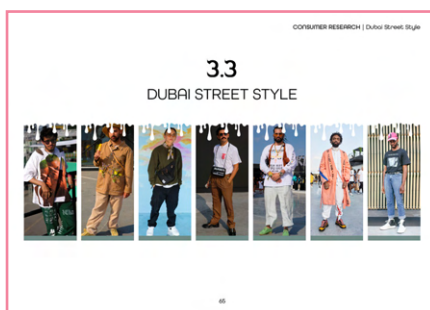 CONSUMER RESEARCH | Dubai Street Style
3.3
DUBAI STREET STYLE
65